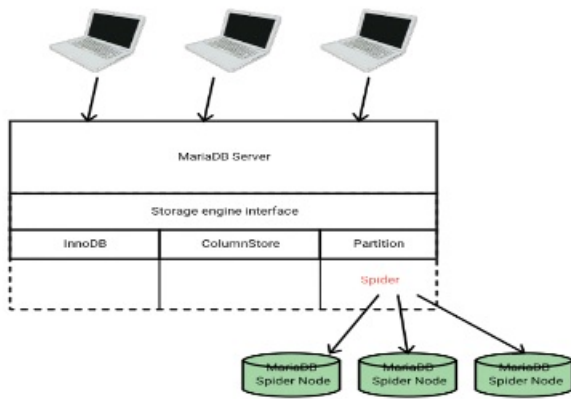 MariaDB Server
Storage engine interface
InnoDB
ColumnStore
Partition
Spider
MariaDB
Spider Node
MariaDB
Spider Node
MariaDB
Spider Node